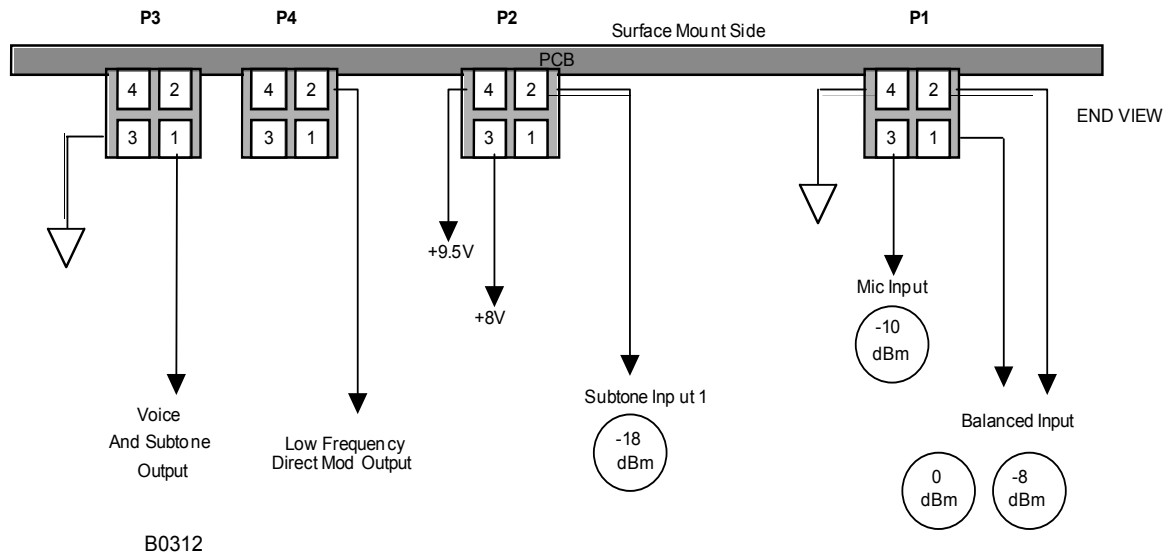 P3 P4 P2 P1
Surface Mount Side
PCB
4 2 4 2 4 2 4 2
END VIEW
3 1 3 1 3 1 3 1
+9.5V
+8V
Mic Input
-10
dBm
Voice
And Subtone
Output
Low Frequency
Direct Mod Output
Subtone Input 1
-18
dBm
Balanced Input
0
dBm
-8
dBm
B0312